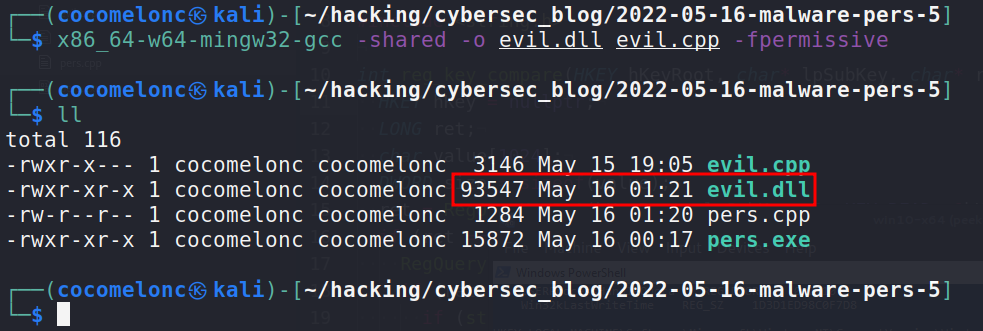 ┌──(cocomelonc㉿kali)-[~/hacking/cybersec_blog/2022-05-16-malware-pers-5]
└─$ x86_64-w64-mingw32-gcc -shared -o evil.dll evil.cpp -fpermissive
┌──(cocomelonc㉿kali)-[~/hacking/cybersec_blog/2022-05-16-malware-pers-5]
└─$ ll
total 116
-rwxr-x--- 1 cocomelonc cocomelonc  3146 May 15 19:05 evil.cpp
-rwxr-xr-x 1 cocomelonc cocomelonc 93547 May 16 01:21 evil.dll
-rw-r--r-- 1 cocomelonc cocomelonc  1284 May 16 01:20 pers.cpp
-rwxr-xr-x 1 cocomelonc cocomelonc 15872 May 16 00:17 pers.exe
Windows PowerShell
┌──(cocomelonc㉿kali)-[~/hacking/cybersec_blog/2022-05-16-malware-pers-5]
└─$